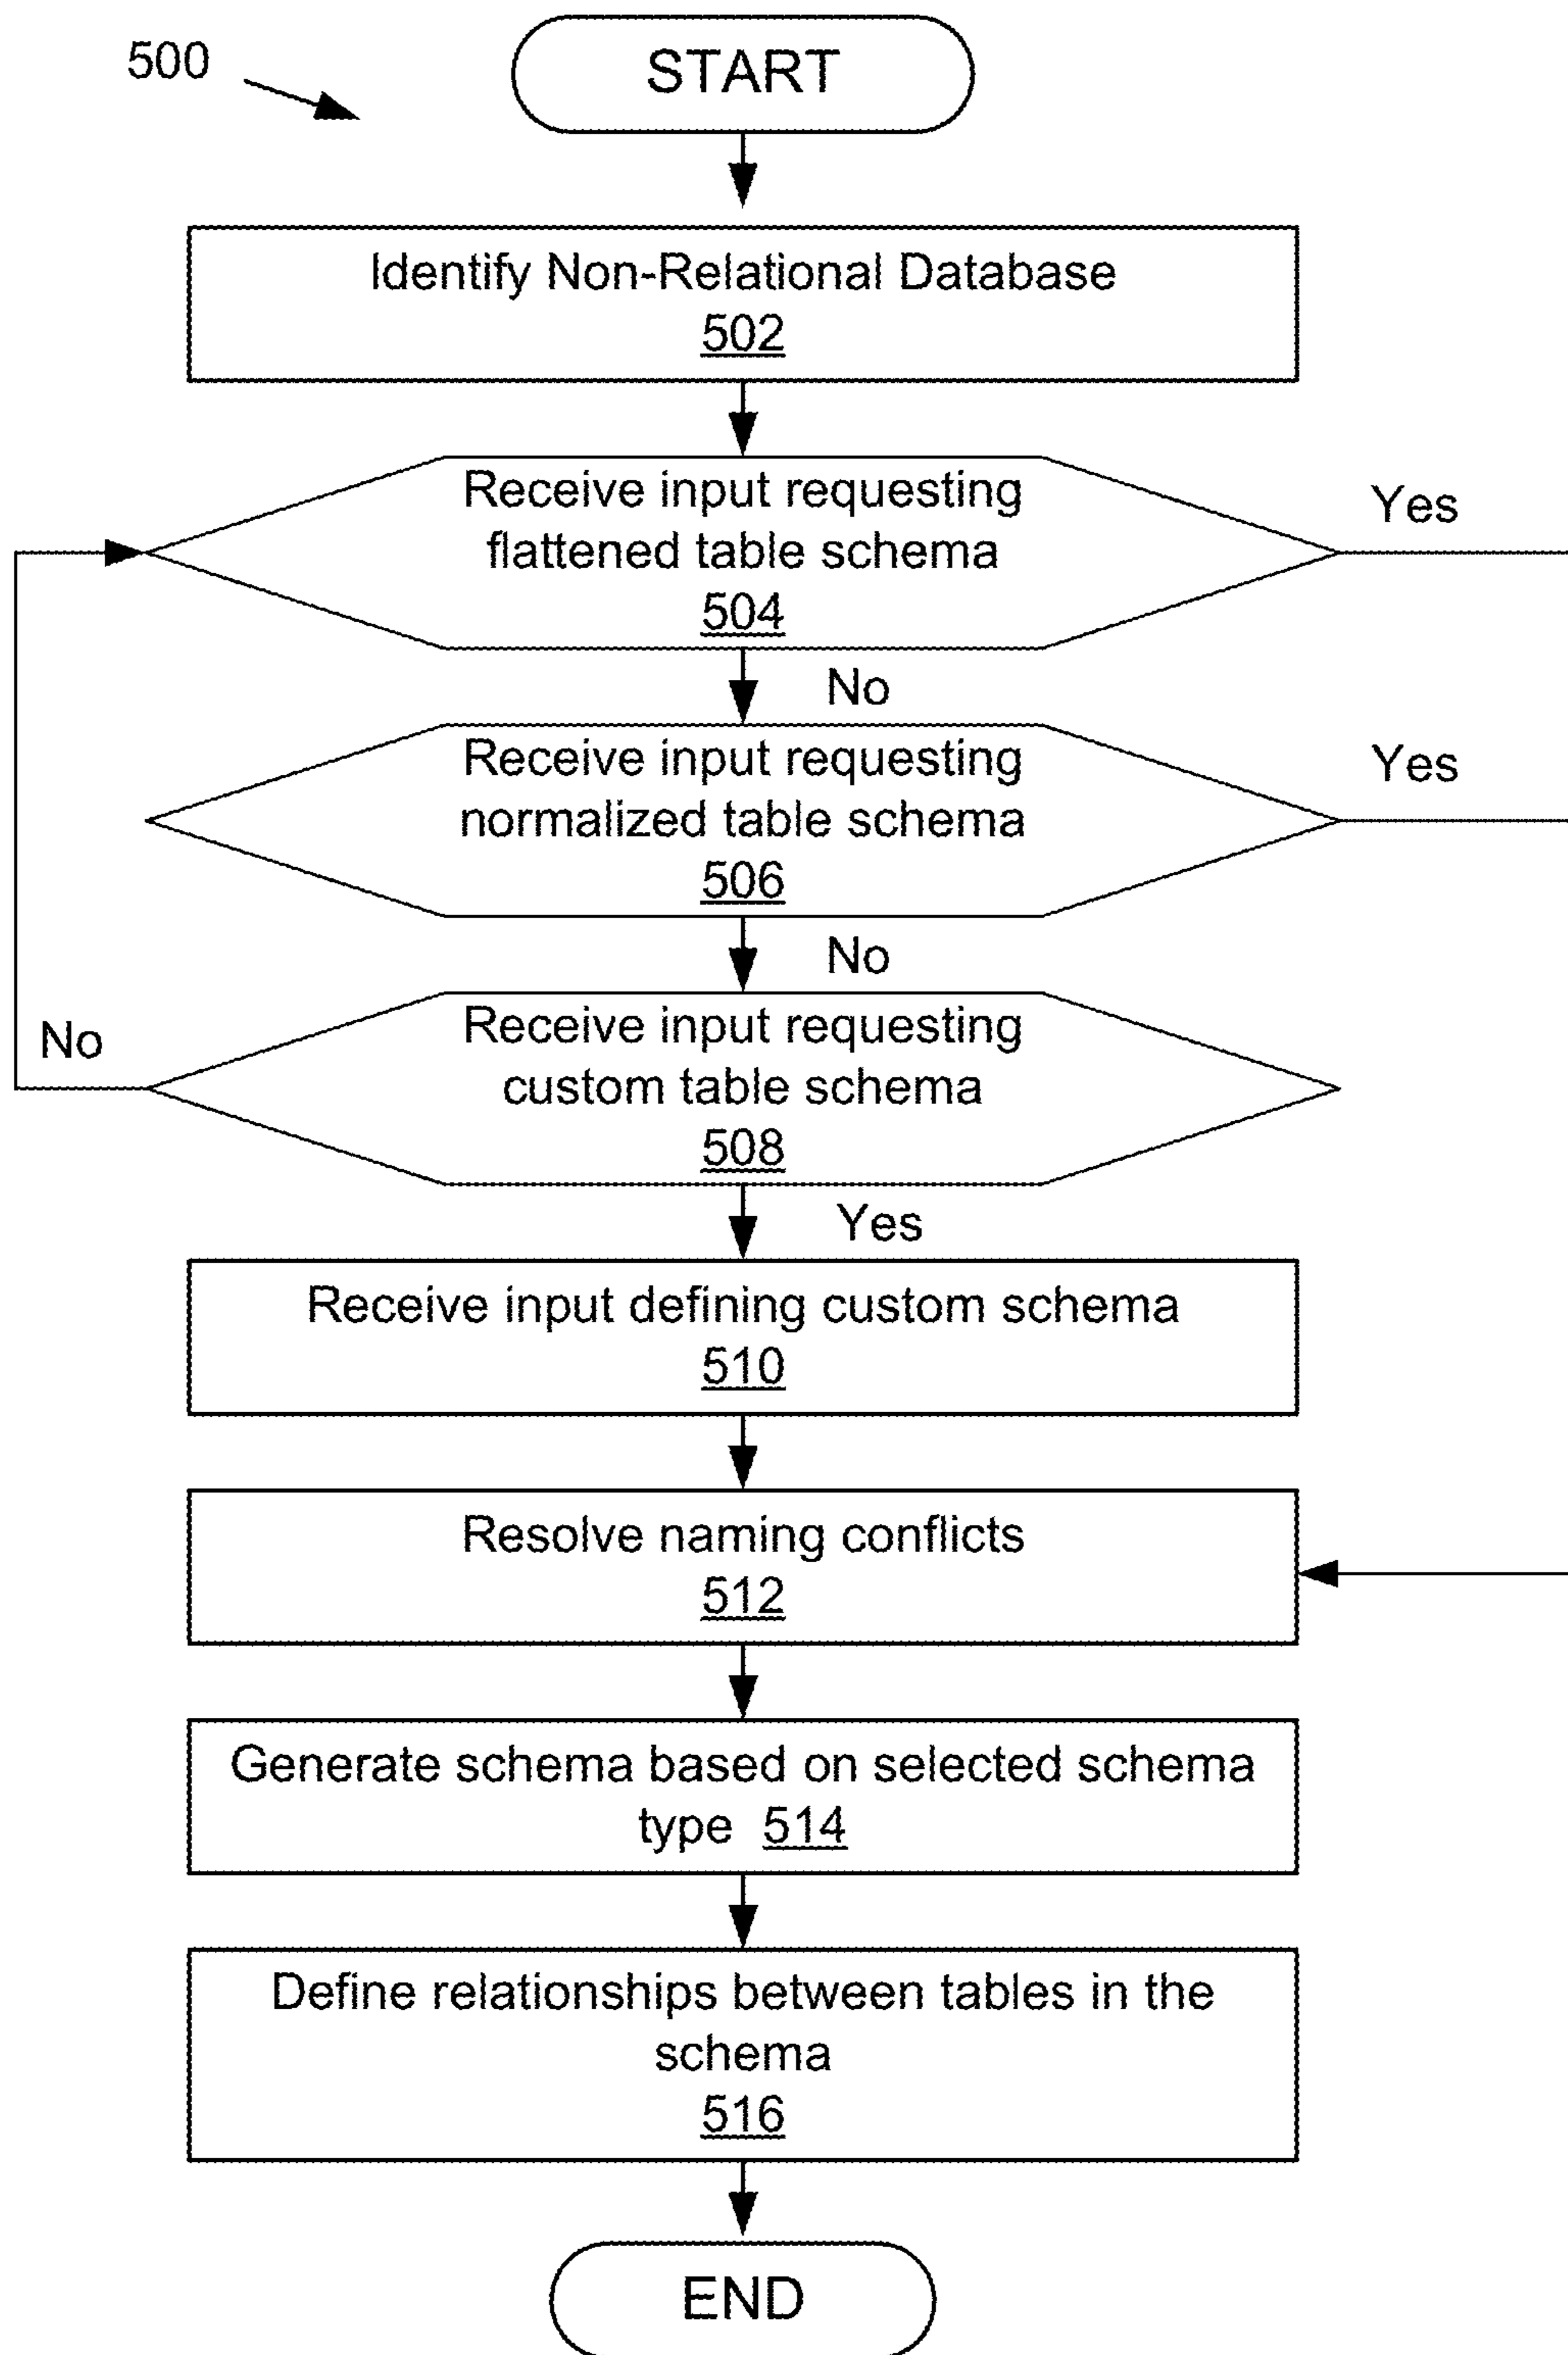 500
START
Identify Non-Relational Database
502
Receive input requesting
flattened table schema
504
Yes
No
Receive input requesting
normalized table schema
506
Yes
No
Receive input requesting
custom table schema
508
No
Yes
Receive input defining custom schema
510
Resolve naming conflicts
512
Generate schema based on selected schema
type 514
Define relationships between tables in the
schema
516
END